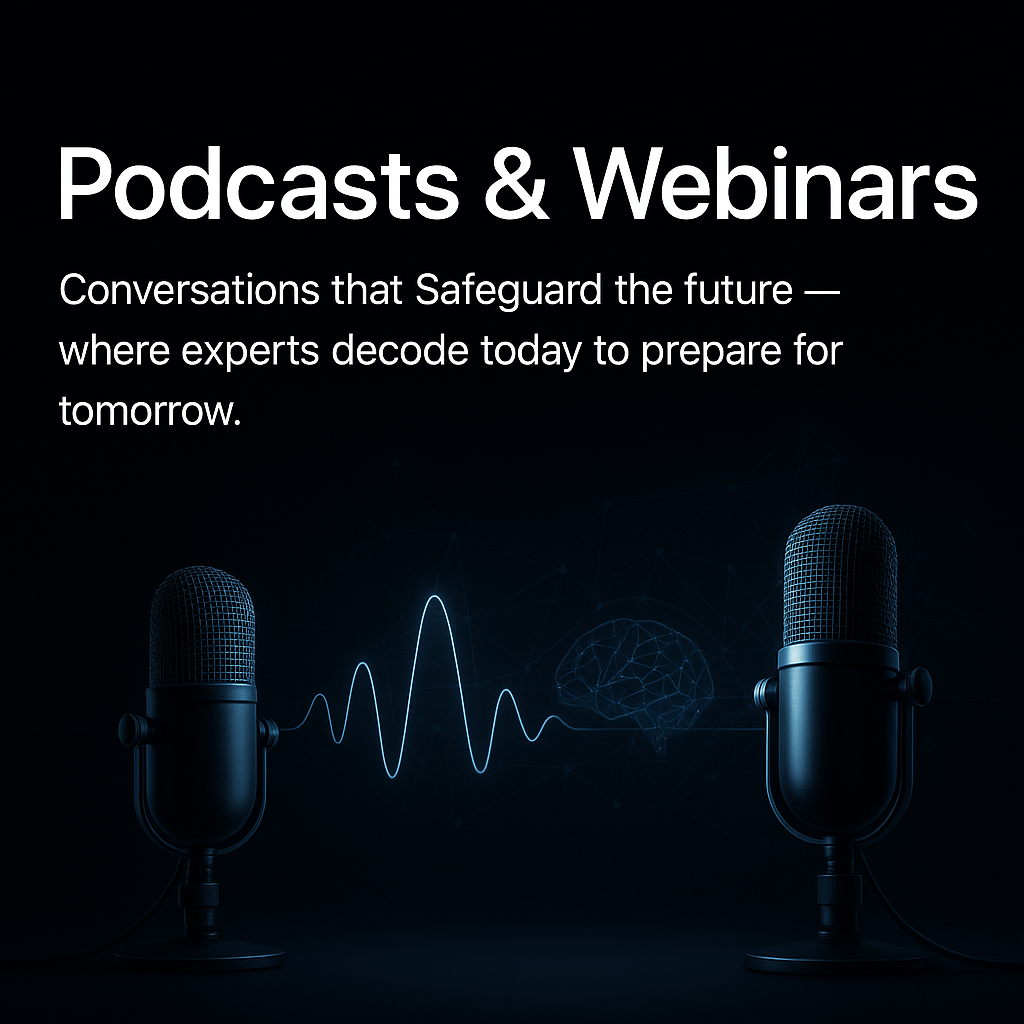 Podcasts & Webinars
Conversations that Safeguard the future —
where experts decode today to prepare for
tomorrow.